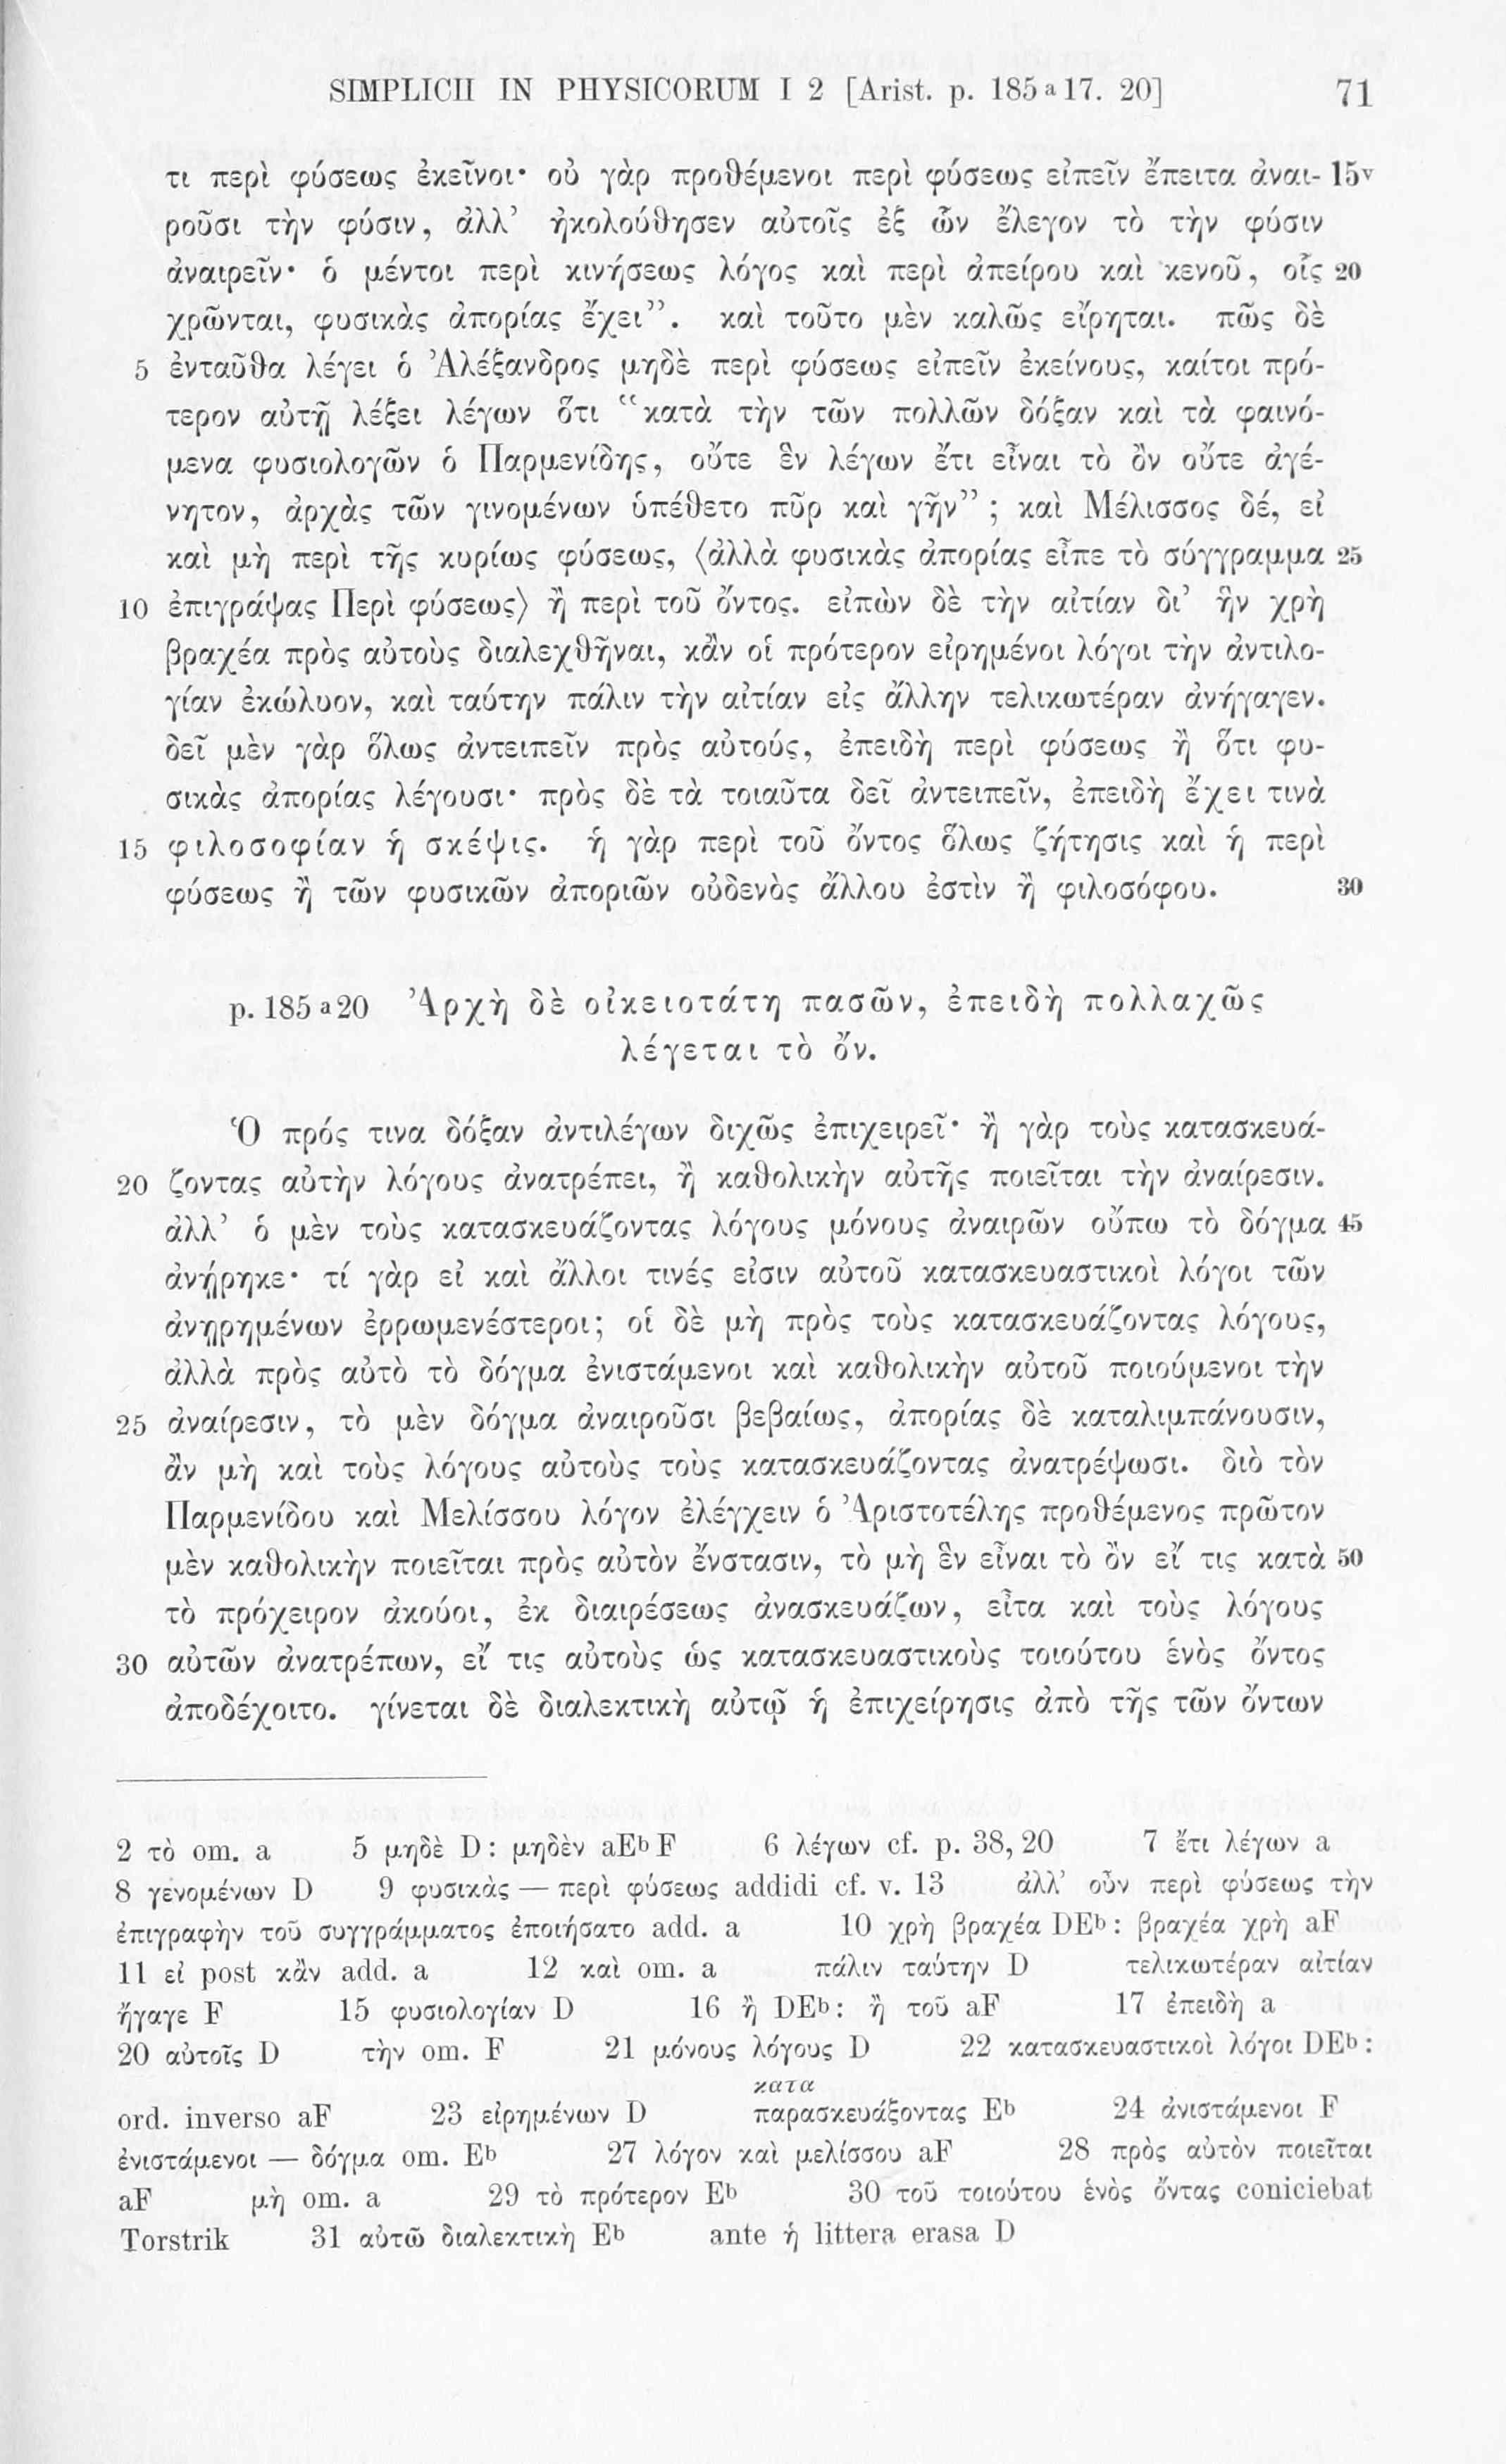 SIMPLICII IN PHYSICORUM I 2 [Arist. p. 185 a 17. 20] 71
τι περὶ φύσεως ἐκεῖνοι· οὐ γὰρ προθέμενοι περὶ φύσεως εἰπεῖν ἔπειτα ἀναι- 15v
ροῦσι τὴν φύσιν, ἀλλ’ ἠκολούθησεν αὐτοῖς ἐξ ὧν ἔλεγον τὸ τὴν φύσιν
ἀναιρεῖν· ὁ μέντοι περὶ κινήσεως λόγος καὶ περὶ ἀπείρου καὶ κενοῦ, οἷς 20
χρῶνται, φυσικὰς ἀπορίας ἔχει”. καὶ τοῦτο μὲν καλῶς εἴρηται. πῶς δὲ
5 ἐνταῦθα λέγει ὁ Ἀλέξανδρος μηδὲ περὶ φύσεως εἰπεῖν ἐκείνους, καίτοι πρό-
τερον αὐτῇ λέξει λέγων ὅτι “κατὰ τὴν τῶν πολλῶν δόξαν καὶ τὰ φαινό-
μενα φυσιολογῶν ὁ Παρμενίδης, οὔτε ἓν λέγων ἔτι εἶναι τὸ ὂν οὔτε ἀγέ-
νητον, ἀρχὰς τῶν γινομένων ὑπέθετο πῦρ καὶ γῆν” ; καὶ Μέλισσος δέ, εἰ
καὶ μὴ περὶ τῆς κυρίως φύσεως, ⟨ἀλλὰ φυσικὰς ἀπορίας εἶπε τὸ σύγγραμμα 25
10 ἐπιγράψας Περὶ φύσεως⟩ ἢ περὶ τοῦ ὄντος. εἰπὼν δὲ τὴν αἰτίαν δι’ ἣν χρὴ
βραχέα πρὸς αὐτοὺς διαλεχθῆναι, κἂν οἱ πρότερον εἰρημένοι λόγοι τὴν ἀντιλο-
γίαν ἐκώλυον, καὶ ταύτην πάλιν τὴν αἰτίαν εἰς ἄλλην τελικωτέραν ἀνήγαγεν.
δεῖ μὲν γὰρ ὅλως ἀντειπεῖν πρὸς αὐτούς, ἐπειδὴ περὶ φύσεως ἢ ὅτι φυ-
σικὰς ἀπορίας λέγουσι· πρὸς δὲ τὰ τοιαῦτα δεῖ ἀντειπεῖν, ἐπειδὴ ἔχει τινὰ
15 φιλοσοφίαν ἡ σκέψις. ἡ γὰρ περὶ τοῦ ὄντος ὅλως ζήτησις καὶ ἡ περὶ
φύσεως ἢ τῶν φυσικῶν ἀποριῶν οὐδενὸς ἄλλου ἐστὶν ἢ φιλοσόφου. 30
p. 185 a 20 Ἀρχὴ δὲ οἰκειοτάτη πασῶν, ἐπειδὴ πολλαχῶς
λέγεται τὸ ὄν.
Ὁ πρός τινα δόξαν ἀντιλέγων διχῶς ἐπιχειρεῖ· ἢ γὰρ τοὺς κατασκευά-
20 ζοντας αὐτὴν λόγους ἀνατρέπει, ἢ καθολικὴν αὐτῆς ποιεῖται τὴν ἀναίρεσιν.
ἀλλ’ ὁ μὲν τοὺς κατασκευάζοντας λόγους μόνους ἀναιρῶν οὔπω τὸ δόγμα 45
ἀνῄρηκε· τί γὰρ εἰ καὶ ἄλλοι τινές εἰσιν αὐτοῦ κατασκευαστικοὶ λόγοι τῶν
ἀνῃρημένων ἐρρωμενέστεροι; οἱ δὲ μὴ πρὸς τοὺς κατασκευάζοντας λόγους,
ἀλλὰ πρὸς αὐτὸ τὸ δόγμα ἐνιστάμενοι καὶ καθολικὴν αὐτοῦ ποιούμενοι τὴν
25 ἀναίρεσιν, τὸ μὲν δόγμα ἀναιροῦσι βεβαίως, ἀπορίας δὲ καταλιμπάνουσιν,
ἂν μὴ καὶ τοὺς λόγους αὐτοὺς τοὺς κατασκευάζοντας ἀνατρέψωσι. διὸ τὸν
Παρμενίδου καὶ Μελίσσου λόγον ἐλέγχειν ὁ Ἀριστοτέλης προθέμενος πρῶτον
μὲν καθολικὴν ποιεῖται πρὸς αὐτὸν ἔνστασιν, τὸ μὴ ἓν εἶναι τὸ ὂν εἴ τις κατὰ 50
τὸ πρόχειρον ἀκούοι, ἐκ διαιρέσεως ἀνασκευάζων, εἶτα καὶ τοὺς λόγους
30 αὐτῶν ἀνατρέπων, εἴ τις αὐτοὺς ὡς κατασκευαστικοὺς τοιούτου ἑνὸς ὄντος
ἀποδέχοιτο. γίνεται δὲ διαλεκτικὴ αὐτῷ ἡ ἐπιχείρησις ἀπὸ τῆς τῶν ὄντων
2 τὸ om. a 5 μηδὲ D : μηδὲν aEᵇF 6 λέγων cf. p. 38, 20 7 ἔτι λέγων a
8 γενομένων D 9 φυσικὰς — περὶ φύσεως addidi cf. v. 13 ἀλλ’ οὖν περὶ φύσεως τὴν
ἐπιγραφὴν τοῦ συγγράμματος ἐποιήσατο add. a 10 χρὴ βραχέα DEᵇ : βραχέα χρὴ aF
11 εἰ post κἂν add. a 12 καὶ om. a πάλιν ταύτην D τελικωτέραν αἰτίαν
ἤγαγε F 15 φυσιολογίαν D 16 ἢ DEᵇ : ἢ τοῦ aF 17 ἐπειδὴ a
20 αὐτοῖς D τὴν om. F 21 μόνους λόγους D 22 κατασκευαστικοὶ λόγοι DEᵇ :
κατα
ord. inverso aF 23 εἰρημένων D παρασκευάζοντας Eᵇ 24 ἀνιστάμενοι F
ἐνιστάμενοι — δόγμα om. Eᵇ 27 λόγον καὶ μελίσσου aF 28 πρὸς αὐτὸν ποιεῖται
aF μὴ om. a 29 τὸ πρότερον Eᵇ 30 τοῦ τοιούτου ἑνὸς ὄντας coniciebat
Torstrik 31 αὐτῶ διαλεκτικὴ Eᵇ ante ἡ littera erasa D